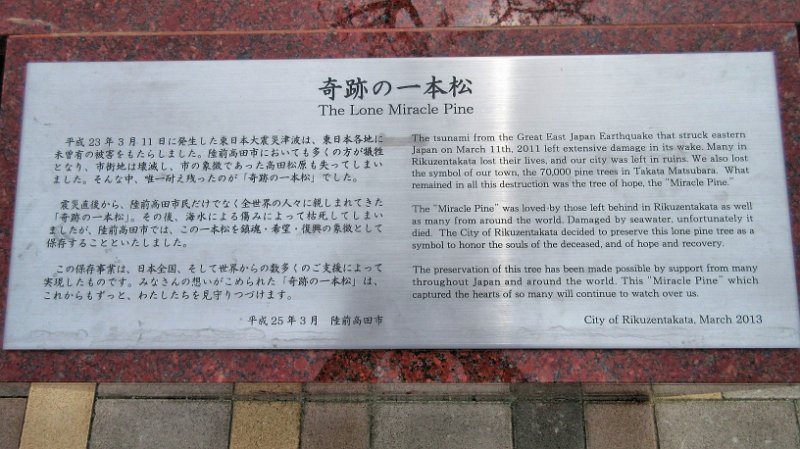 奇跡の一本松
The Lone Miracle Pine
平成23年3月11日に発生した東日本大震災津波は、東日本各地に
未曾有の被害をもたらしました。陸前高田市においても多くの方が犠牲
となり、市街地は壊滅し、市の象徴であった高田松原も失ってしまい
ました。そんな中、唯一耐え残ったのが「奇跡の一本松」でした。
震災直後から、陸前高田市民だけでなく全世界の人々に親しまれてきた
「奇跡の一本松」。その後、海水による傷みによって枯死してしまい
ましたが、陸前高田市では、この一本松を鎮魂・希望・復興の象徴として
保存することといたしました。
この保存事業は、日本全国、そして世界からの数多くのご支援によって
実現したものです。みなさんの想いがこめられた「奇跡の一本松」は、
これからもずっと、わたしたちを見守りつづけます。
平成25年3月 陸前高田市
The tsunami from the Great East Japan Earthquake that struck eastern
Japan on March 11th, 2011 left extensive damage in its wake. Many in
Rikuzentakata lost their lives, and our city was left in ruins. We also lost
the symbol of our town, the 70,000 pine trees in Takata Matsubara. What
remained in all this destruction was the tree of hope, the "Miracle Pine."
The "Miracle Pine" was loved by those left behind in Rikuzentakata as well
as many from around the world. Damaged by seawater, unfortunately it
died. The City of Rikuzentakata decided to preserve this lone pine tree as a
symbol to honor the souls of the deceased, and of hope and recovery.
The preservation of this tree has been made possible by support from many
throughout Japan and around the world. This "Miracle Pine" which
captured the hearts of so many will continue to watch over us.
City of Rikuzentakata, March 2013